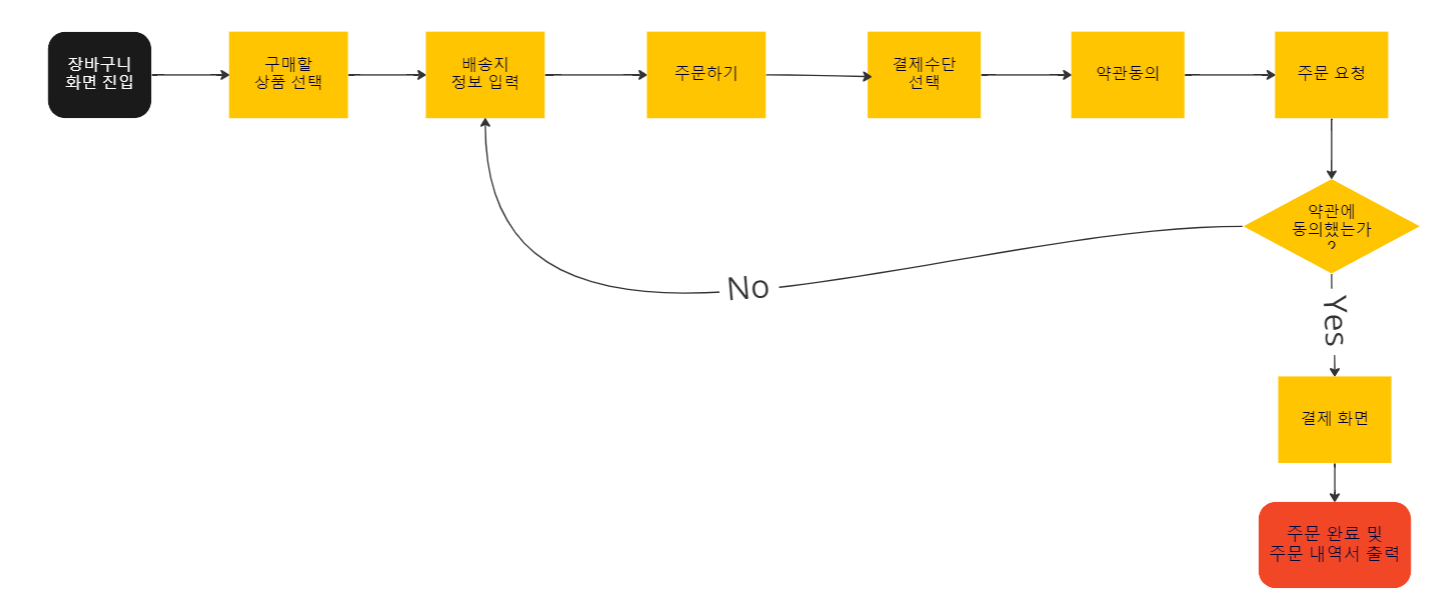 장바구니
화면 진입
구매할
상품 선택
배송지
정보 입력
주문하기
결제수단
선택
약관동의
주문 요청
약관에
동의했는가
?
No
Yes
결제 화면
주문 완료 및
주문 내역서 출력